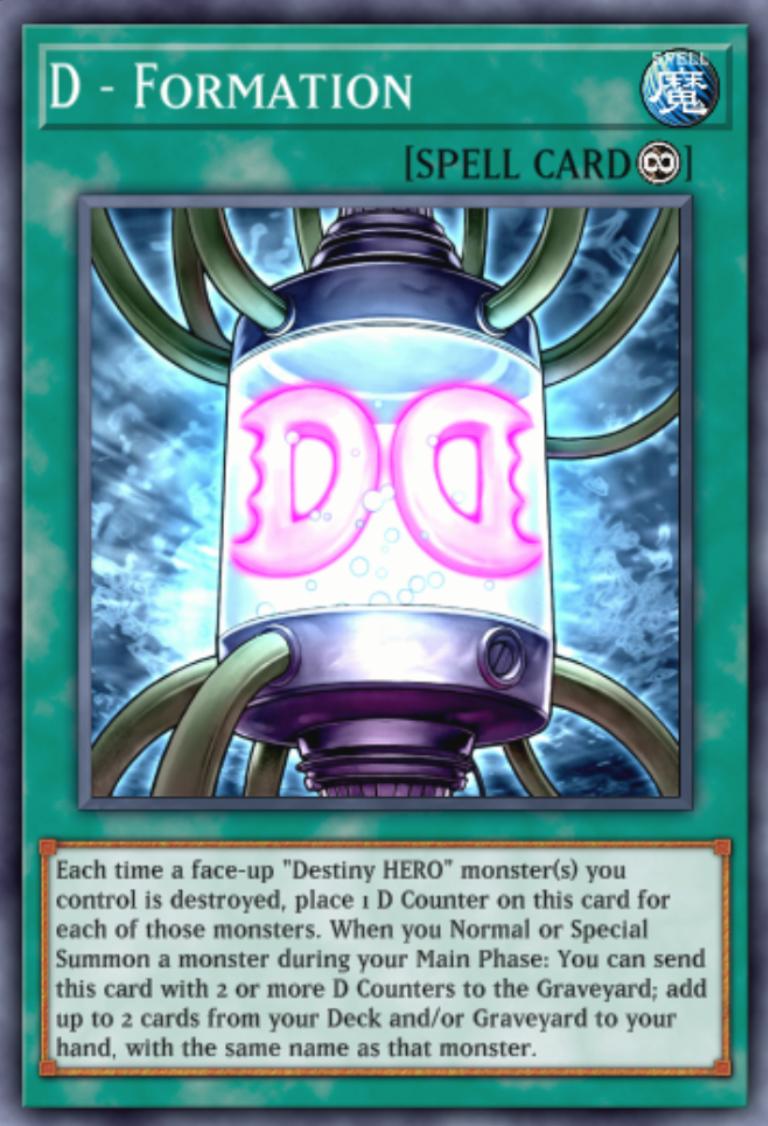 D - Formation
SPELL
魔
[SPELL CARD♾]
D D
Each time a face-up "Destiny HERO" monster(s) you
control is destroyed, place 1 D Counter on this card for
each of those monsters. When you Normal or Special
Summon a monster during your Main Phase: You can send
this card with 2 or more D Counters to the Graveyard; add
up to 2 cards from your Deck and/or Graveyard to your
hand, with the same name as that monster.